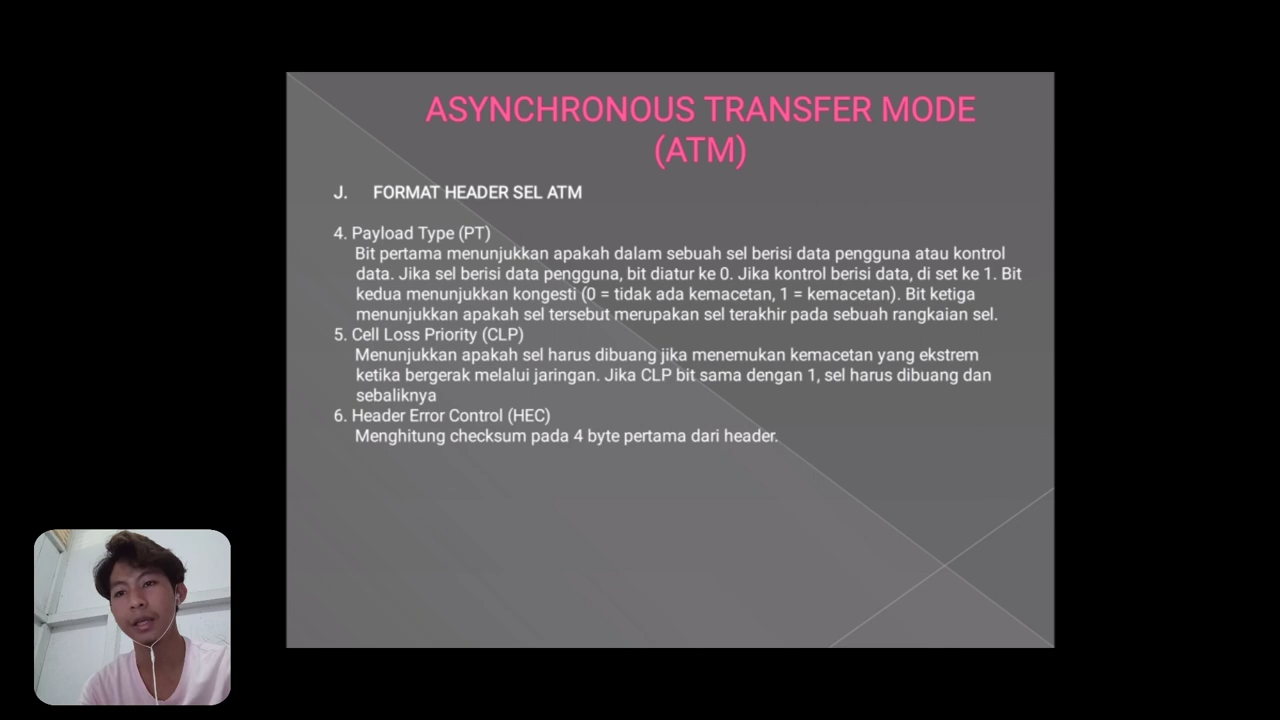 ASYNCHRONOUS TRANSFER MODE
(ATM)
J. FORMAT HEADER SEL ATM
4. Payload Type (PT)
Bit pertama menunjukkan apakah dalam sebuah sel berisi data pengguna atau kontrol
data. Jika sel berisi data pengguna, bit diatur ke 0. Jika kontrol berisi data, di set ke 1. Bit
kedua menunjukkan kongesti (0 = tidak ada kemacetan, 1 = kemacetan). Bit ketiga
menunjukkan apakah sel tersebut merupakan sel terakhir pada sebuah rangkaian sel.
5. Cell Loss Priority (CLP)
Menunjukkan apakah sel harus dibuang jika menemukan kemacetan yang ekstrem
ketika bergerak melalui jaringan. Jika CLP bit sama dengan 1, sel harus dibuang dan
sebaliknya
6. Header Error Control (HEC)
Menghitung checksum pada 4 byte pertama dari header.